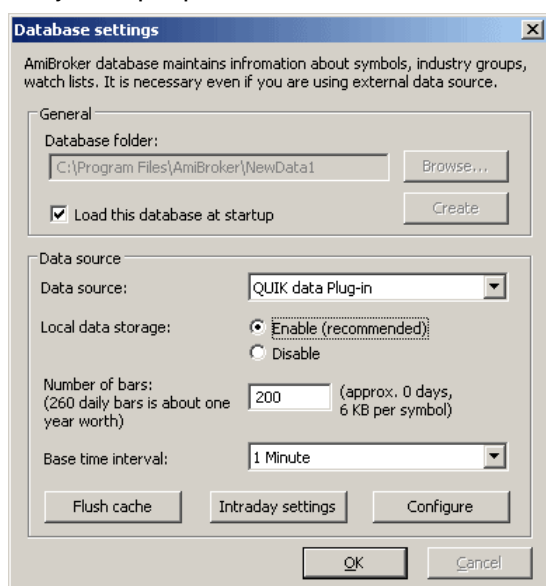 Database settings
AmiBroker database maintains infromation about symbols, industry groups,
watch lists. It is necessary even if you are using external data source.
General
Database folder:
C:\Program Files\AmiBroker\NewData1
Browse...
Load this database at startup
Create
Data source
Data source:
QUIK data Plug-in
Local data storage:
Enable (recommended)
Disable
Number of bars:
(260 daily bars is about one
year worth)
200
(approx. 0 days,
6 KB per symbol)
Base time interval:
1 Minute
Flush cache
Intraday settings
Configure
OK
Cancel